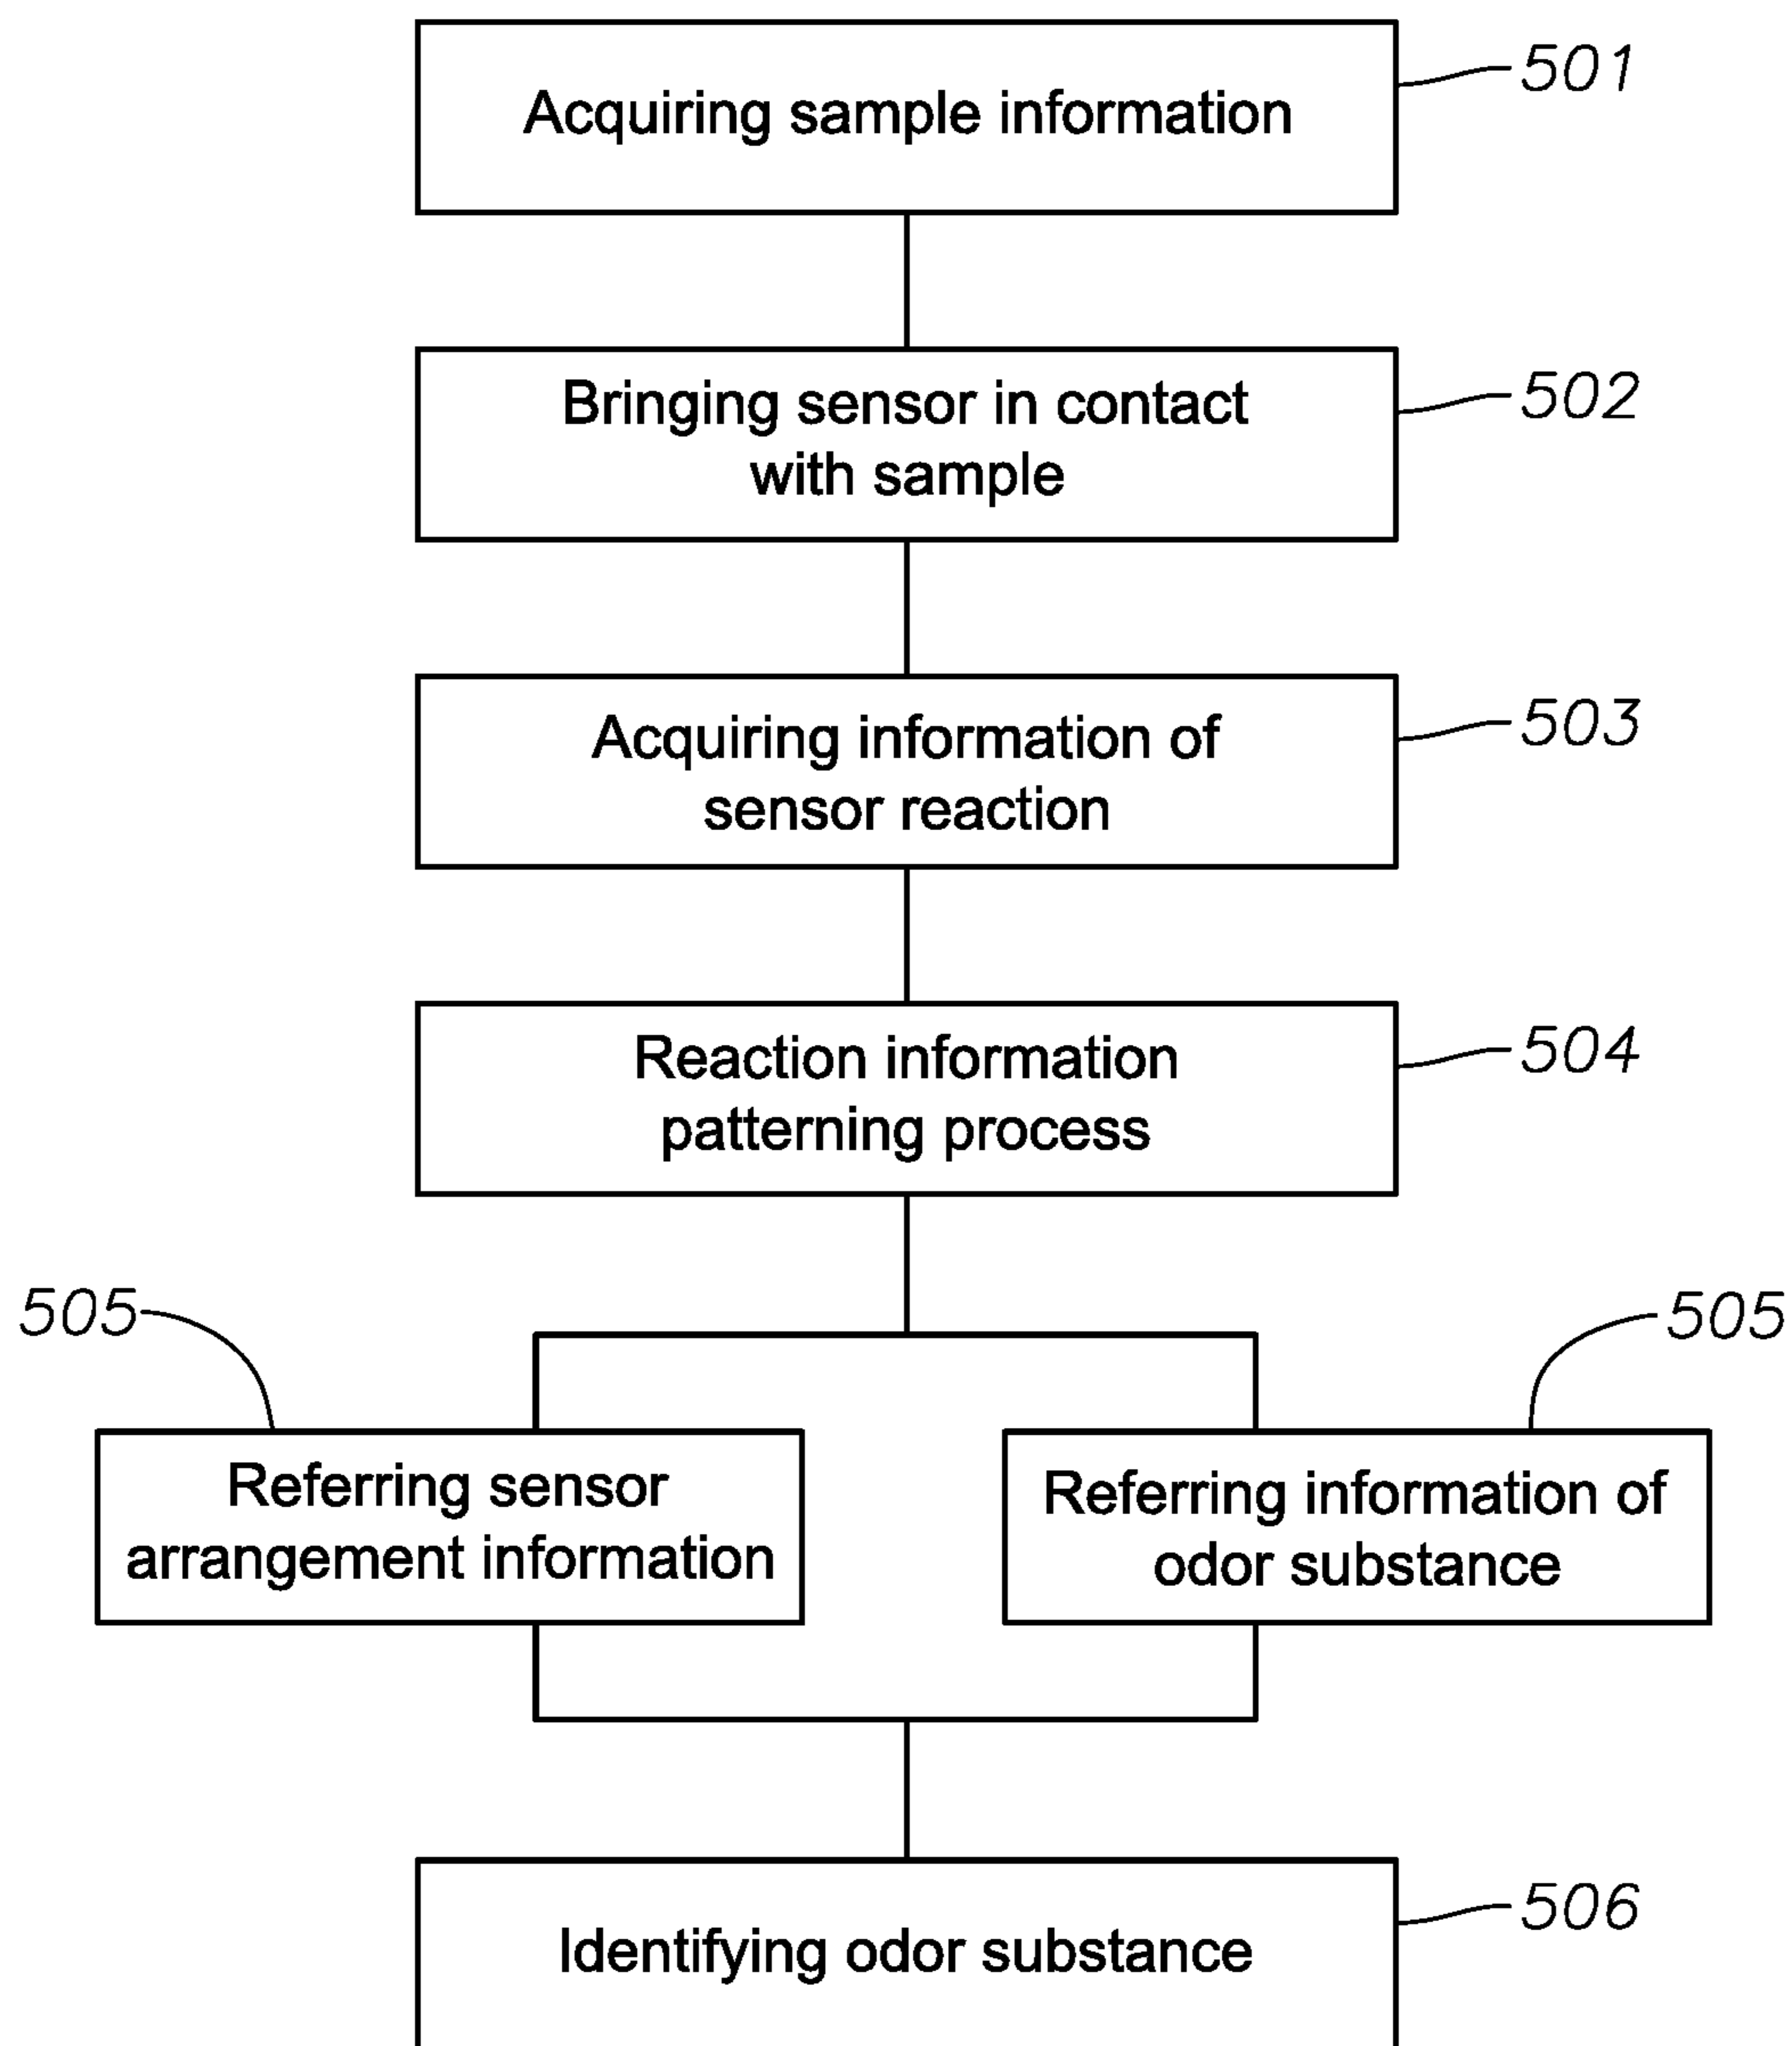 Acquiring sample information
501
Bringing sensor in contact
with sample
502
Acquiring information of
sensor reaction
503
Reaction information
patterning process
504
505
505
Referring sensor
arrangement information
Referring information of
odor substance
Identifying odor substance
506